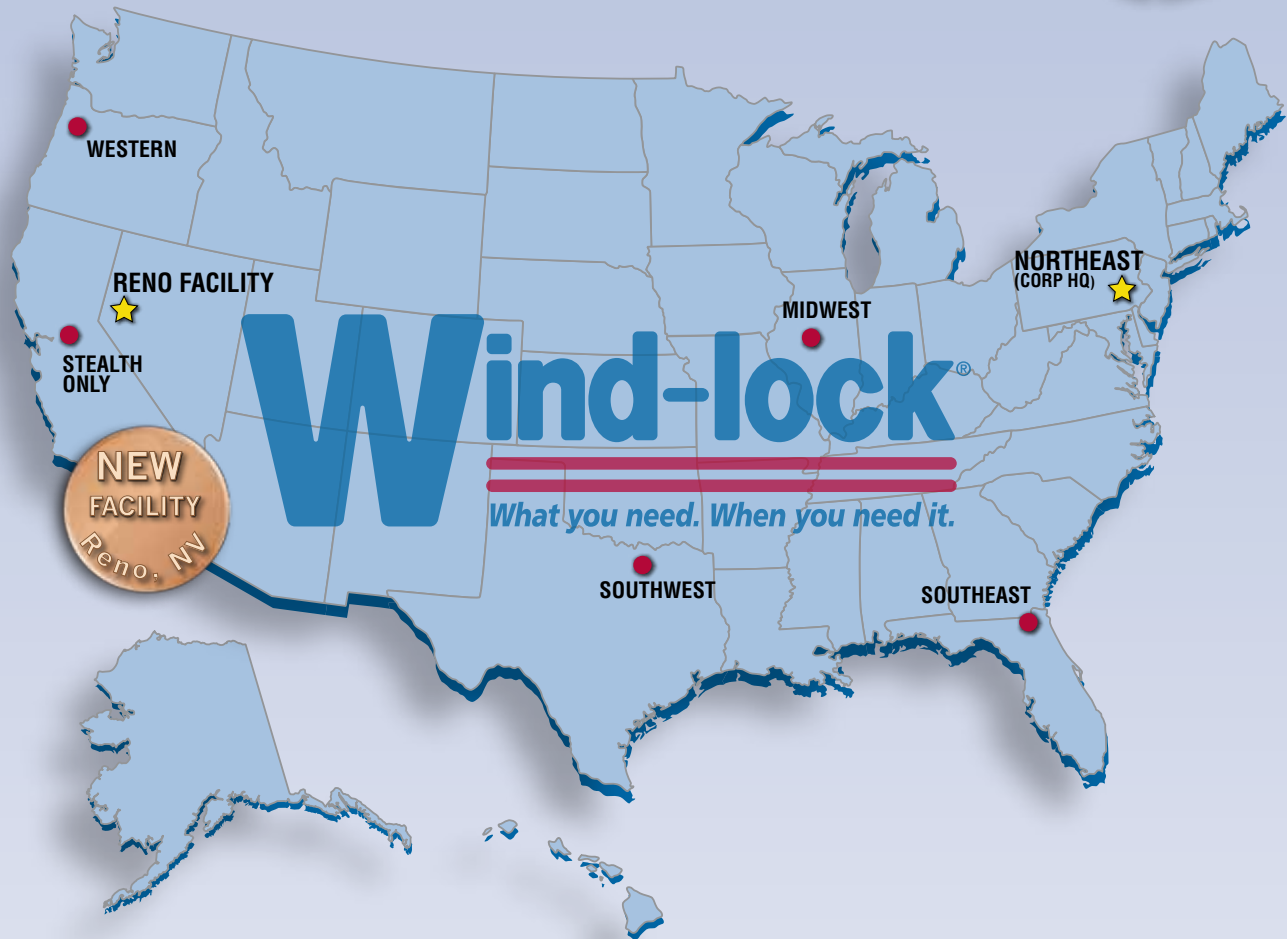 WESTERN
RENO FACILITY
NORTHEAST
(CORP HQ)
MIDWEST
STEALTH
ONLY
Wind-lock®
NEW
FACILITY
Reno, NV
What you need. When you need it.
SOUTHWEST
SOUTHEAST